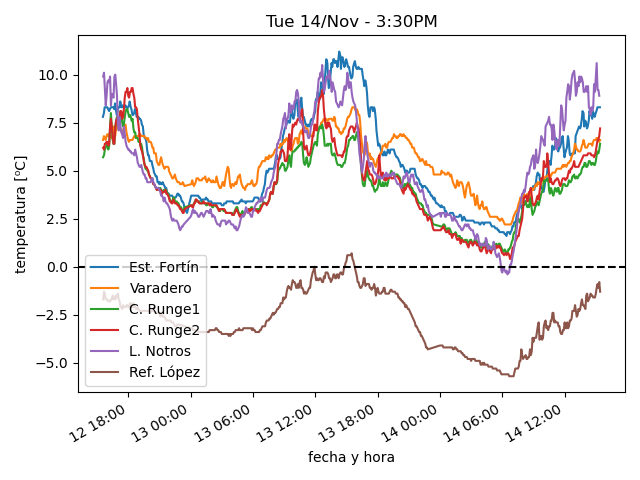 Tue 14/Nov - 3:30PM
temperatura [ºC]
10.0
7.5
5.0
2.5
0.0
−2.5
−5.0
Est. Fortín
Varadero
C. Runge1
C. Runge2
L. Notros
Ref. López
12 18:00
13 00:00
13 06:00
13 12:00
13 18:00
14 00:00
14 06:00
14 12:00
fecha y hora